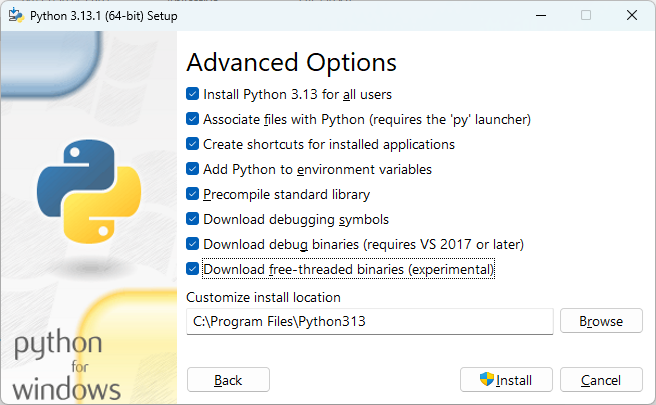 Python 3.13.1 (64-bit) Setup
Advanced Options
Install Python 3.13 for all users
Associate files with Python (requires the 'py' launcher)
Create shortcuts for installed applications
Add Python to environment variables
Precompile standard library
Download debugging symbols
Download debug binaries (requires VS 2017 or later)
Download free-threaded binaries (experimental)
Customize install location
C:\Program Files\Python313
Browse
python
for
windows
Back
Install
Cancel